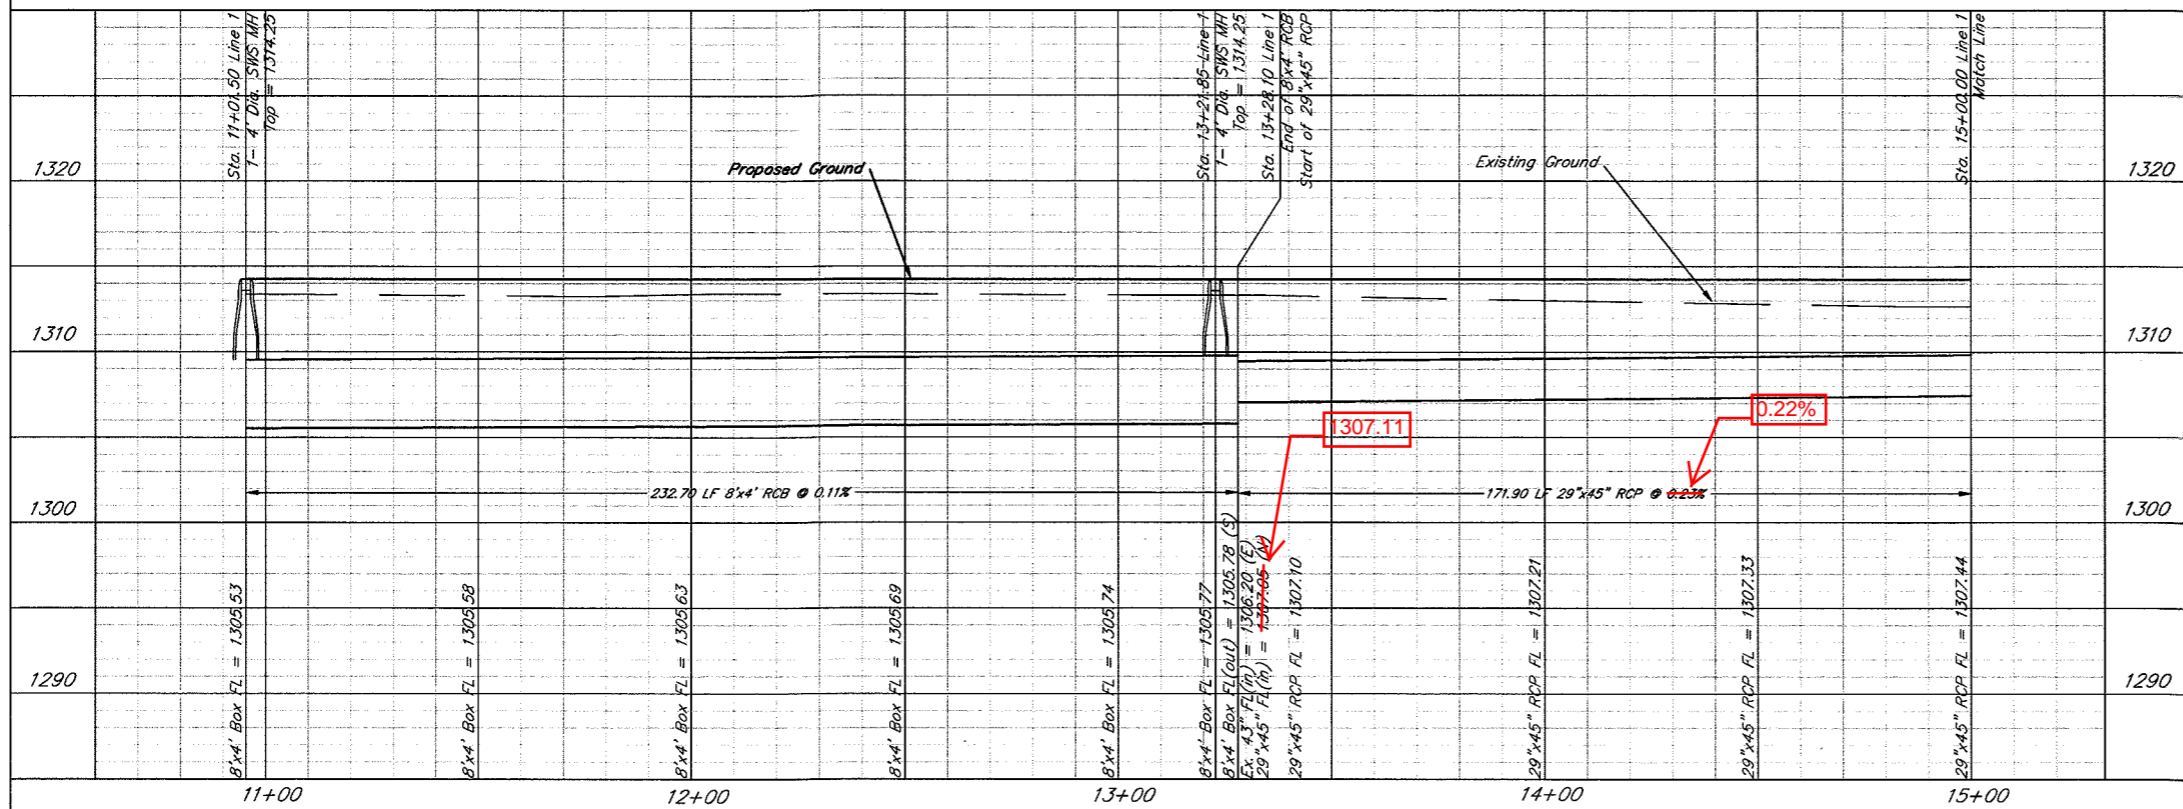 Sta. 11+01.50 Line 1
1- 4' Dia. SWS MH
Top = 1314.25
Sta. 13+21.85 Line 1
1- 4' Dia. SWS MH
Top = 1314.25
Sta. 13+28.10 Line 1
End of 8'x4' RCB
Start of 29"x45" RCP
Sta. 15+00.00 Line 1
Match Line
1320
Proposed Ground
Existing Ground
1320
1310
1310
1307.11
0.22%
232.70 LF 8'x4' RCB @ 0.11%
171.90 LF 29"x45" RCP @ 0.23%
1300
1300
8'x4' Box FL = 1305.53
8'x4' Box FL = 1305.58
8'x4' Box FL = 1305.63
8'x4' Box FL = 1305.69
8'x4' Box FL = 1305.74
8'x4' Box FL = 1305.77
8'x4' Box FL(out) = 1305.78 (S)
Ex. 43" FL(in) = 1306.20 (E)
29"x45" FL(in) = 1307.05 (N)
29"x45" RCP FL = 1307.10
29"x45" RCP FL = 1307.21
29"x45" RCP FL = 1307.33
29"x45" RCP FL = 1307.44
1290
1290
11+00
12+00
13+00
14+00
15+00